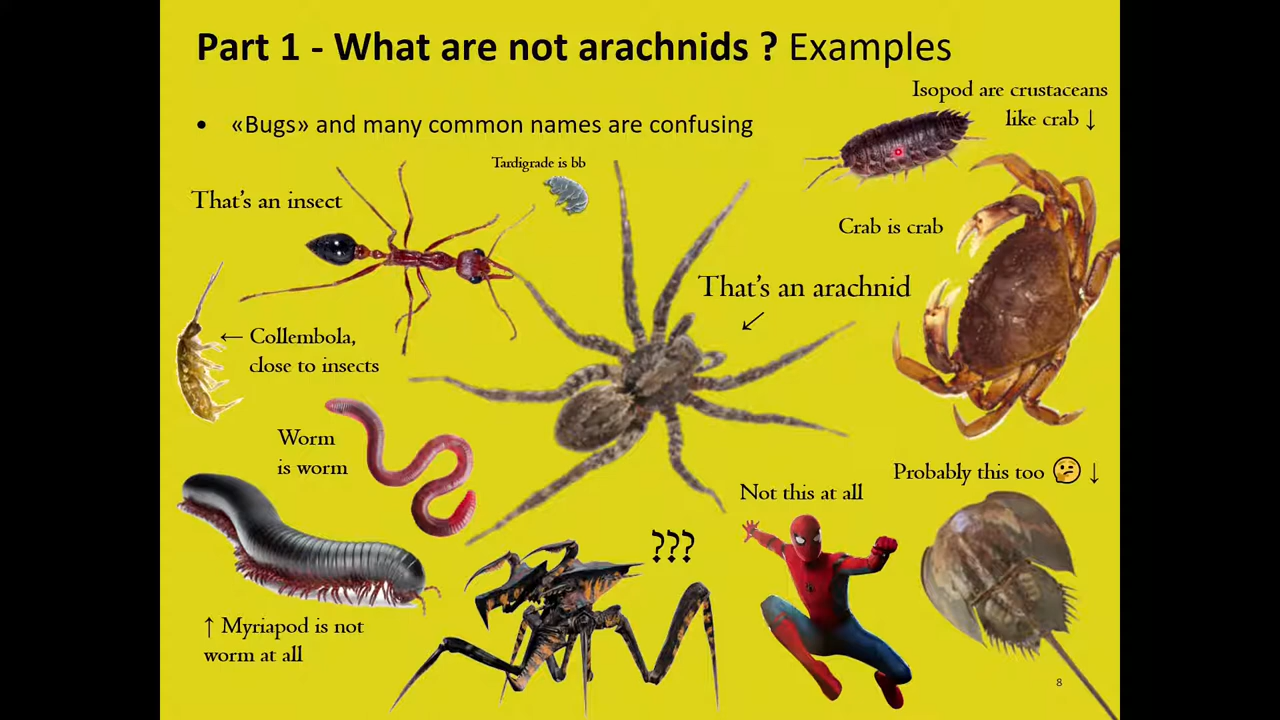 Part 1 - What are not arachnids ? Examples
Isopod are crustaceans
like crab ↓
• «Bugs» and many common names are confusing
Tardigrade is bb
That's an insect
Crab is crab
That's an arachnid
↙
← Collembola,
close to insects
Worm
is worm
Probably this too 🤔 ↓
Not this at all
???
↑ Myriapod is not
worm at all
8